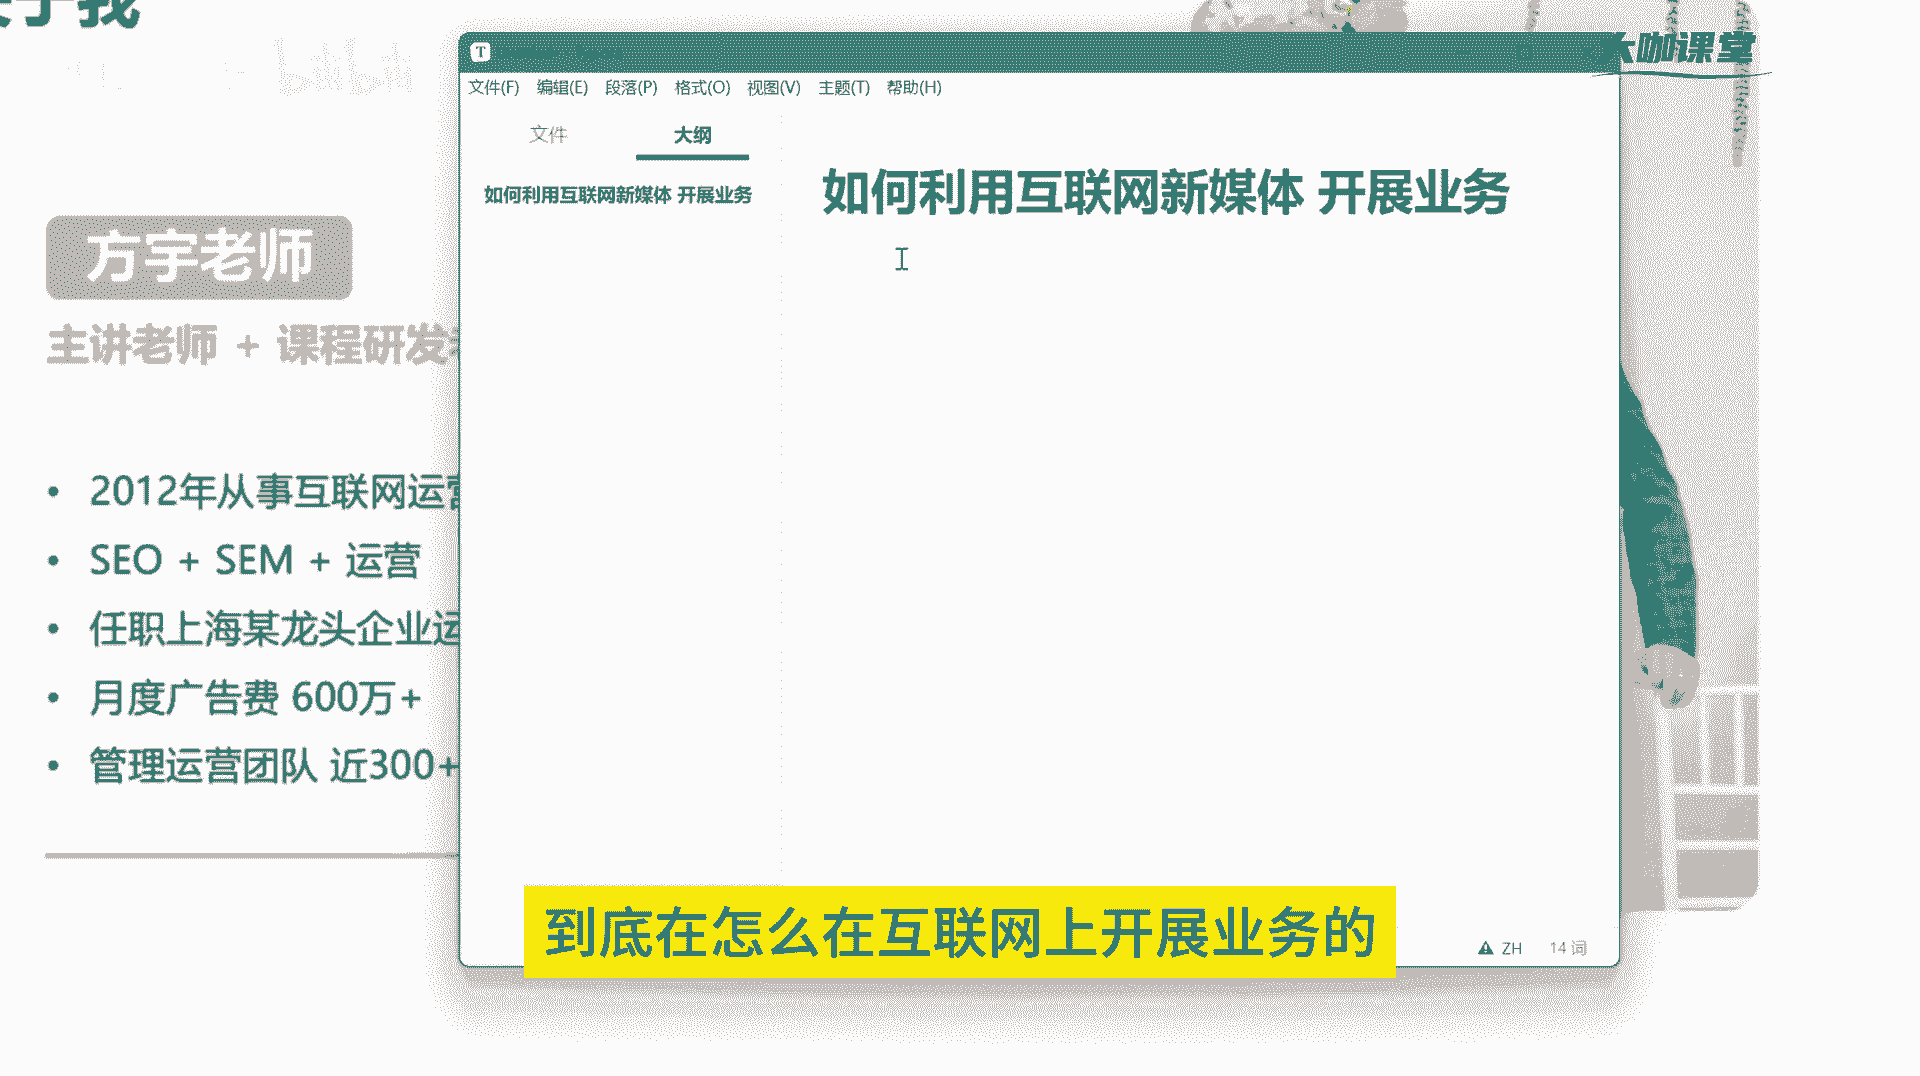 关于我
bilibili
大咖课堂
T
文件(F) 编辑(E) 段落(P) 格式(O) 视图(V) 主题(T) 帮助(H)
文件 大纲
如何利用互联网新媒体 开展业务
如何利用互联网新媒体 开展业务
方宇老师
主讲老师 + 课程研发老
2012年从事互联网运营
SEO + SEM + 运营
任职上海某龙头企业运
月度广告费 600万+
管理运营团队 近300+
到底在怎么在互联网上开展业务的
ZH 14 词